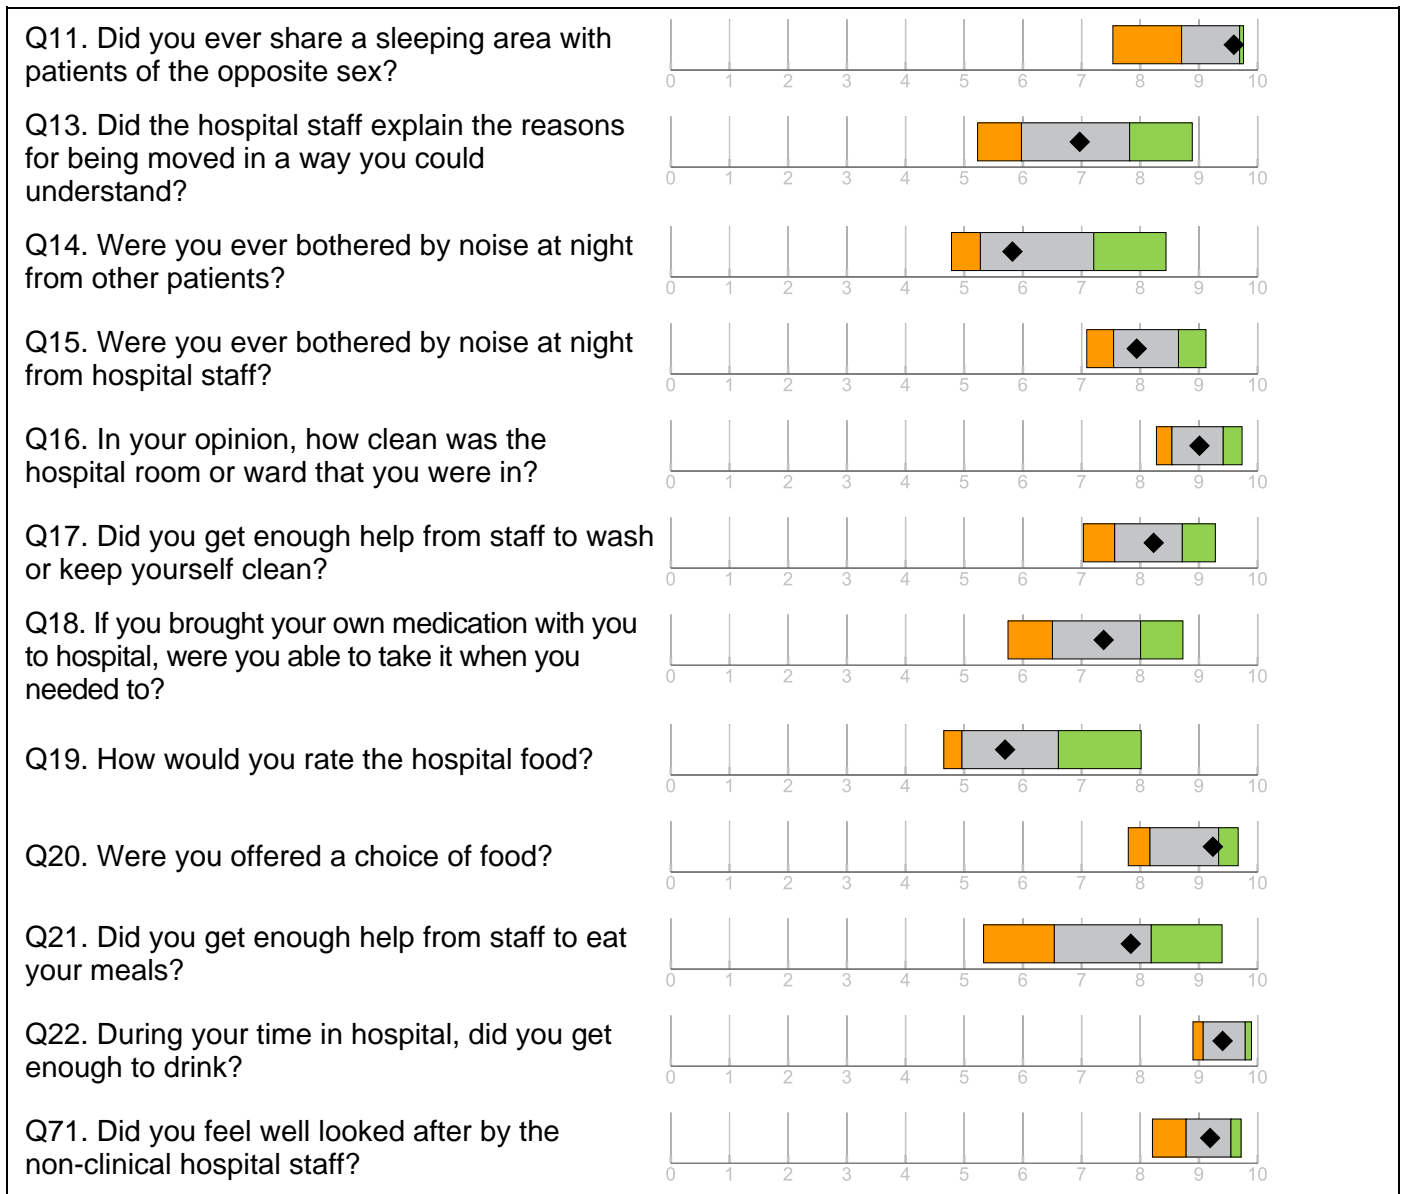 Q11. Did you ever share a sleeping area with
patients of the opposite sex?
0 1 2 3 4 5 6 7 8 9 10
Q13. Did the hospital staff explain the reasons
for being moved in a way you could
understand?
0 1 2 3 4 5 6 7 8 9 10
Q14. Were you ever bothered by noise at night
from other patients?
0 1 2 3 4 5 6 7 8 9 10
Q15. Were you ever bothered by noise at night
from hospital staff?
0 1 2 3 4 5 6 7 8 9 10
Q16. In your opinion, how clean was the
hospital room or ward that you were in?
0 1 2 3 4 5 6 7 8 9 10
Q17. Did you get enough help from staff to wash
or keep yourself clean?
0 1 2 3 4 5 6 7 8 9 10
Q18. If you brought your own medication with you
to hospital, were you able to take it when you
needed to?
0 1 2 3 4 5 6 7 8 9 10
Q19. How would you rate the hospital food?
0 1 2 3 4 5 6 7 8 9 10
Q20. Were you offered a choice of food?
0 1 2 3 4 5 6 7 8 9 10
Q21. Did you get enough help from staff to eat
your meals?
0 1 2 3 4 5 6 7 8 9 10
Q22. During your time in hospital, did you get
enough to drink?
0 1 2 3 4 5 6 7 8 9 10
Q71. Did you feel well looked after by the
non-clinical hospital staff?
0 1 2 3 4 5 6 7 8 9 10